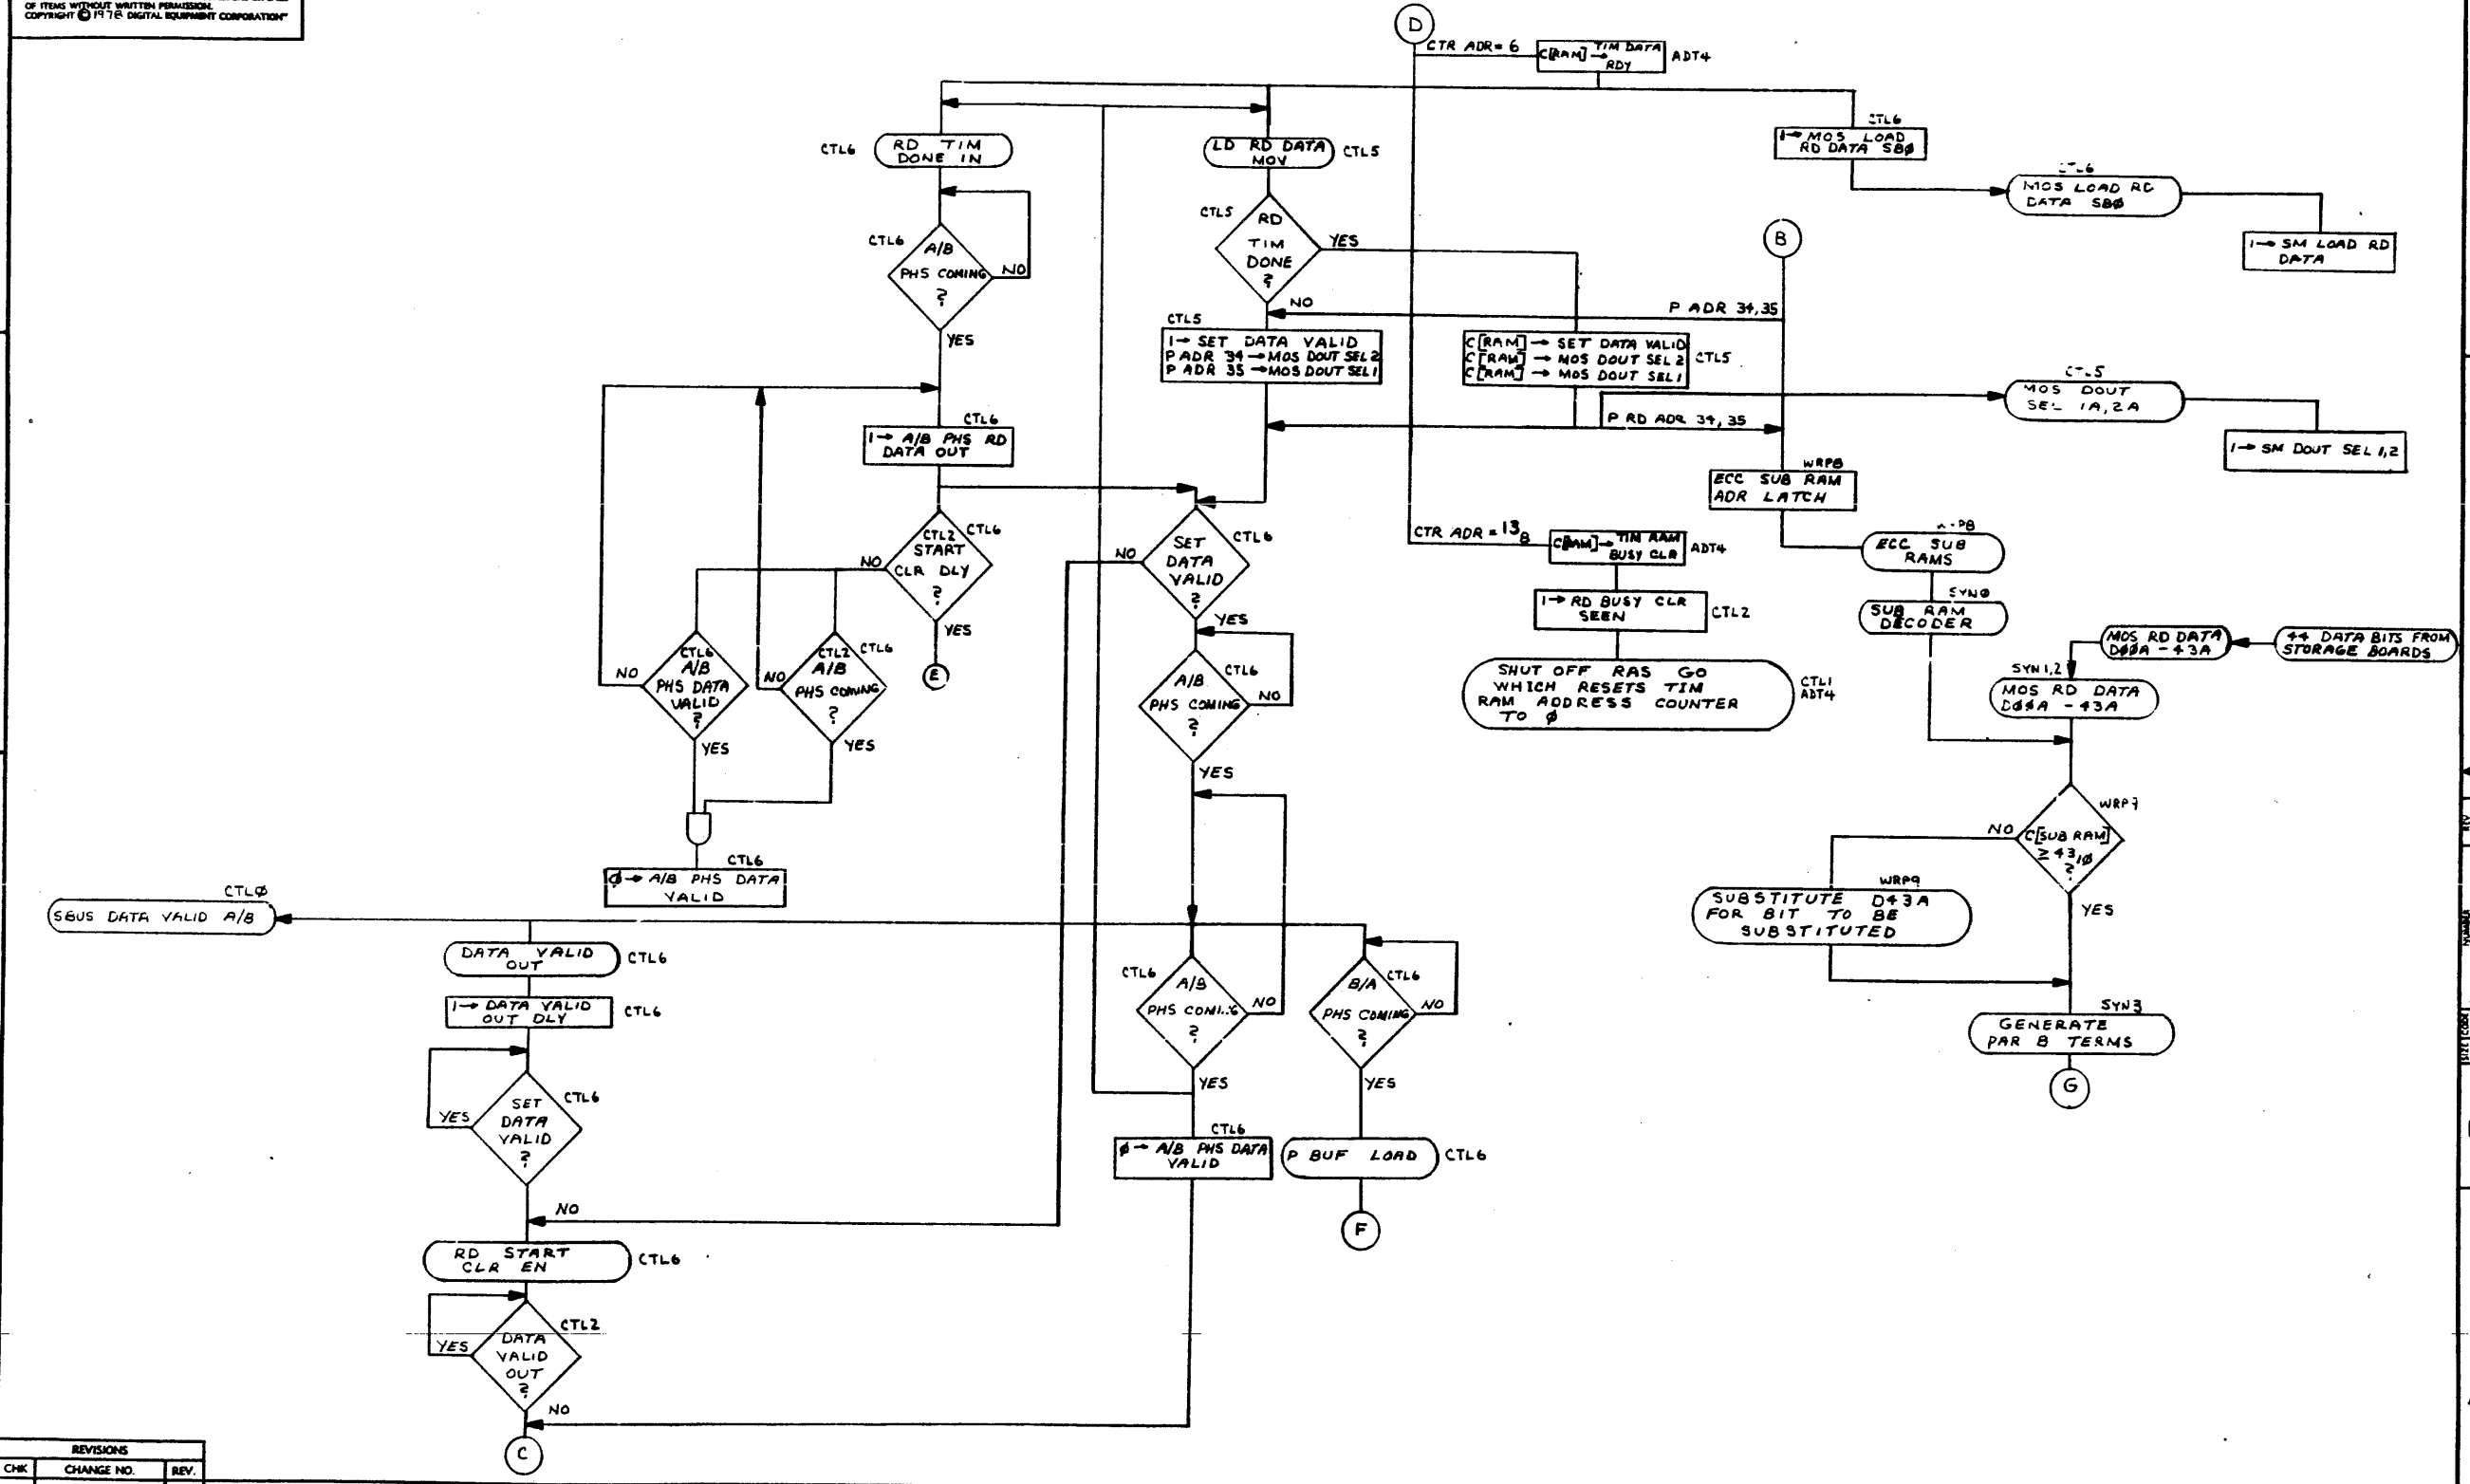 OF ITEMS WITHOUT WRITTEN PERMISSION.
COPYRIGHT © 1978 DIGITAL EQUIPMENT CORPORATION"
D
CTR ADR = 6
C[RAM] → TIM DATA
RDY
ADT4
CTL6
RD TIM
DONE IN
LD RD DATA
MOV
CTL5
CTL6
1→ MOS LOAD
RD DATA SBØ
CTL6
MOS LOAD RD
DATA SBØ
1→ SM LOAD RD
DATA
CTL6
A/B
PHS COMING
?
NO
YES
CTL5
RD
TIM
DONE
?
YES
NO
B
P ADR 34,35
CTL5
1→ SET DATA VALID
P ADR 34 → MOS DOUT SEL2
P ADR 35 → MOS DOUT SEL1
C[RAM] → SET DATA VALID
C[RAM] → MOS DOUT SEL 2
C[RAM] → MOS DOUT SEL 1
CTL5
CTL5
MOS DOUT
SEL 1A, 2A
P RD ADR 34, 35
1→ SM DOUT SEL 1,2
CTL6
1→ A/B PHS RD
DATA OUT
WRP8
ECC SUB RAM
ADR LATCH
CTL2
START
CLR DLY
?
CTL6
NO
YES
E
SET
DATA
VALID
?
CTL6
NO
YES
CTR ADR = 13₈
C[RAM] → TIM RAM
BUSY CLR
ADT4
1→ RD BUSY CLR
SEEN
CTL2
SHUT OFF RAS GO
WHICH RESETS TIM
RAM ADDRESS COUNTER
TO Ø
CTL1
ADT4
ECC SUB
RAMS
SYNØ
SUB RAM
DECODER
MOS RD DATA
DØØA - 43A
44 DATA BITS FROM
STORAGE BOARDS
SYN 1,2
MOS RD DATA
DØØA - 43A
CTL6
A/B
PHS DATA
VALID
?
NO
YES
CTL2
A/B
PHS COMING
?
CTL6
NO
YES
A/B
PHS COMING
?
CTL6
NO
YES
CTL6
Ø → A/B PHS DATA
VALID
WRP7
C[SUB RAM]
≥ 43₁Ø
?
NO
YES
WRP9
SUBSTITUTE D43A
FOR BIT TO BE
SUBSTITUTED
SYN3
GENERATE
PAR B TERMS
G
CTLØ
SBUS DATA VALID A/B
DATA VALID
OUT
CTL6
1→ DATA VALID
OUT DLY
CTL6
CTL6
A/B
PHS COMING
?
NO
YES
B/A
PHS COMING
?
CTL6
NO
YES
SET
DATA
VALID
?
CTL6
YES
NO
CTL6
Ø → A/B PHS DATA
VALID
P BUF LOAD
CTL6
F
RD START
CLR EN
CTL6
DATA
VALID
OUT
?
CTL2
YES
NO
C
REVISIONS
CHK CHANGE NO. REV.
REV
NUMBER
SIZE CODE